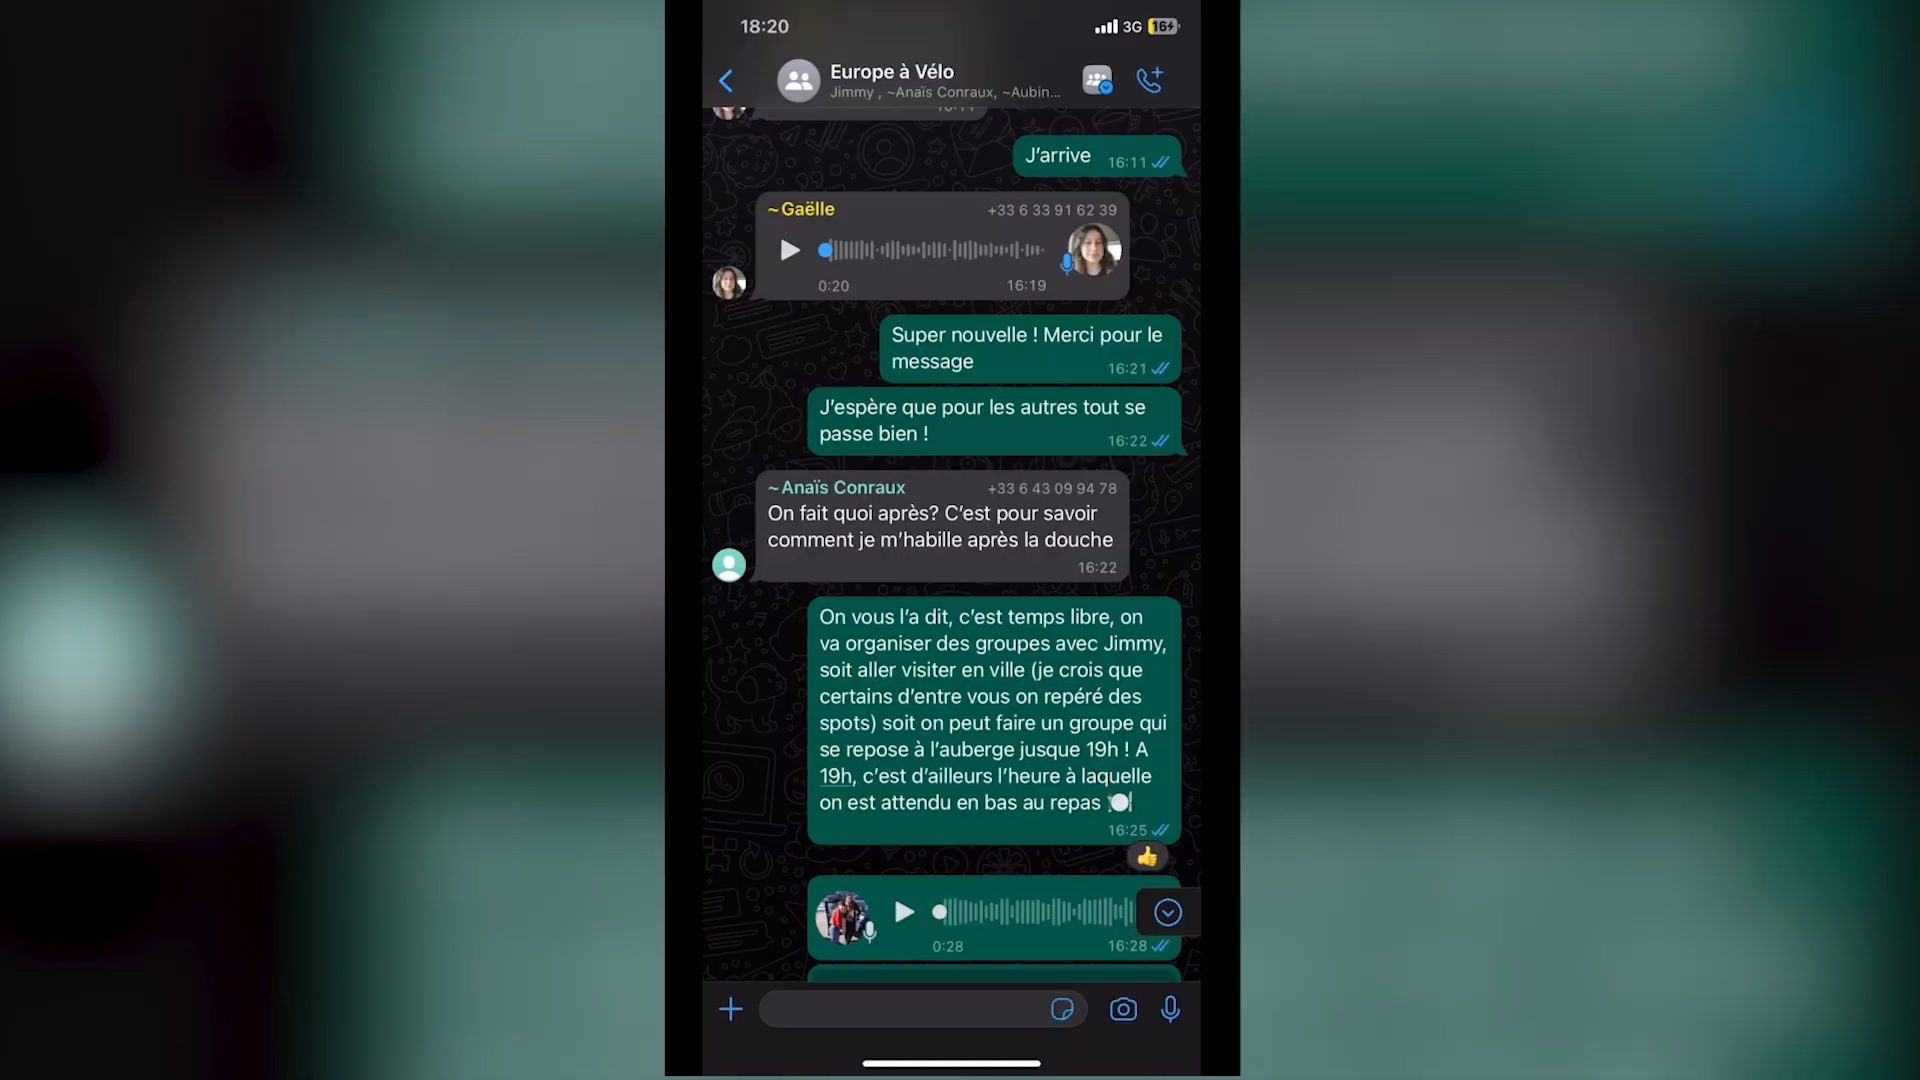 18:20
3G
16
Europe à Vélo
Jimmy , ~Anaïs Conraux, ~Aubin...
J'arrive
16:11
~Gaëlle
+33 6 33 91 62 39
0:20
16:19
Super nouvelle ! Merci pour le
message
16:21
J'espère que pour les autres tout se
passe bien !
16:22
~Anaïs Conraux
+33 6 43 09 94 78
On fait quoi après? C'est pour savoir
comment je m'habille après la douche
16:22
On vous l'a dit, c'est temps libre, on
va organiser des groupes avec Jimmy,
soit aller visiter en ville (je crois que
certains d'entre vous on repéré des
spots) soit on peut faire un groupe qui
se repose à l'auberge jusque 19h ! A
19h, c'est d'ailleurs l'heure à laquelle
on est attendu en bas au repas 🍽️
16:25
👍
0:28
16:28